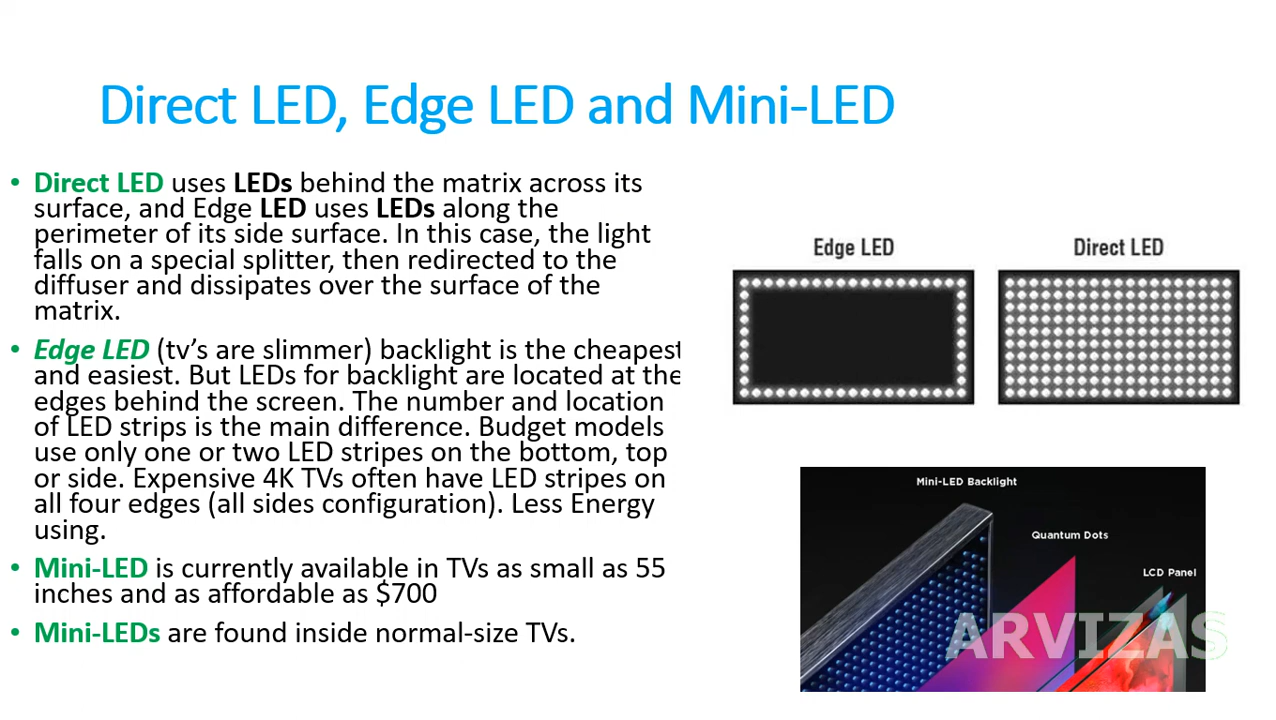 Direct LED, Edge LED and Mini-LED
• Direct LED uses LEDs behind the matrix across its
surface, and Edge LED uses LEDs along the
perimeter of its side surface. In this case, the light
falls on a special splitter, then redirected to the
diffuser and dissipates over the surface of the
matrix.
• Edge LED (tv's are slimmer) backlight is the cheapest
and easiest. But LEDs for backlight are located at the
edges behind the screen. The number and location
of LED strips is the main difference. Budget models
use only one or two LED stripes on the bottom, top
or side. Expensive 4K TVs often have LED stripes on
all four edges (all sides configuration). Less Energy
using.
• Mini-LED is currently available in TVs as small as 55
inches and as affordable as $700
• Mini-LEDs are found inside normal-size TVs.
Edge LED
Direct LED
Mini-LED Backlight
Quantum Dots
LCD Panel
ARVIZAS